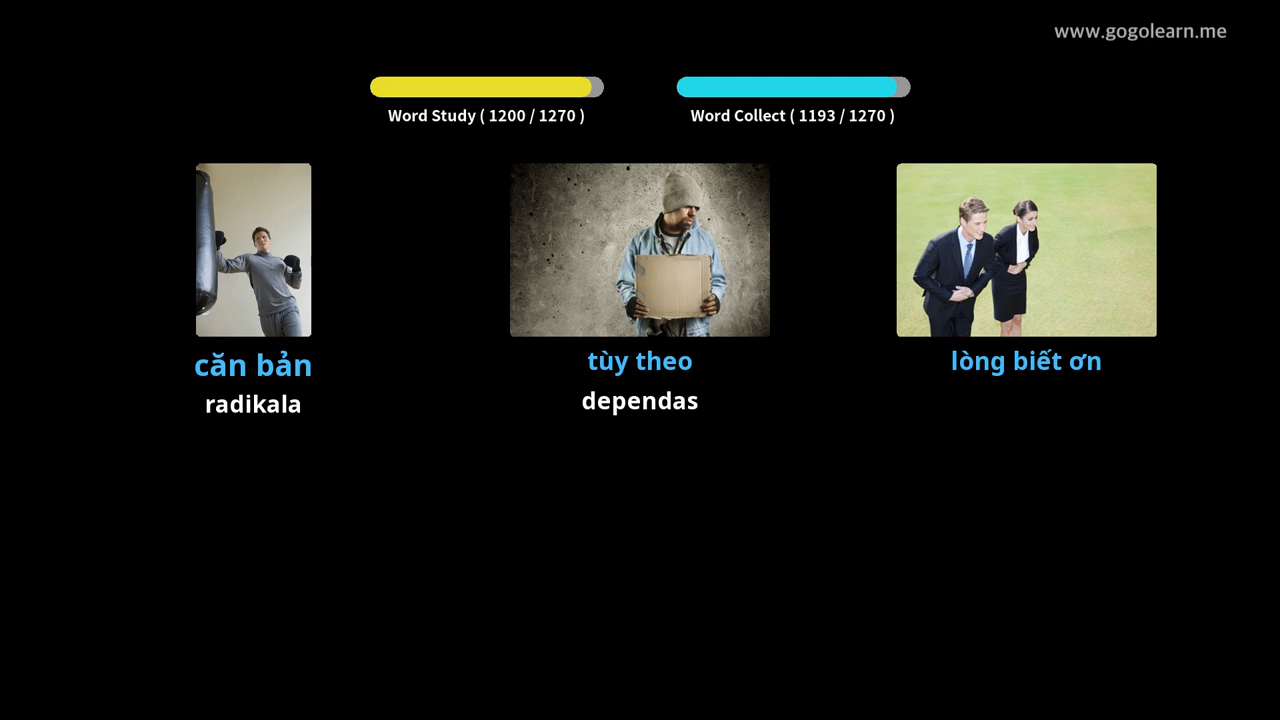 www.gogolearn.me
Word Study ( 1200 / 1270 )
Word Collect ( 1193 / 1270 )
căn bản
radikala
tùy theo
dependas
lòng biết ơn